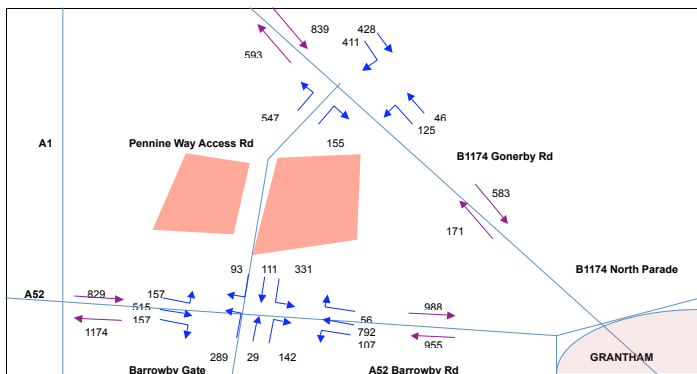 839
428
411
593
46
547
125
155
A1
Pennine Way Access Rd
B1174 Gonerby Rd
583
171
93 111 331
B1174 North Parade
A52
829
157
515
157
988
56
792
107
1174
955
289
29
142
GRANTHAM
Barrowby Gate
A52 Barrowby Rd